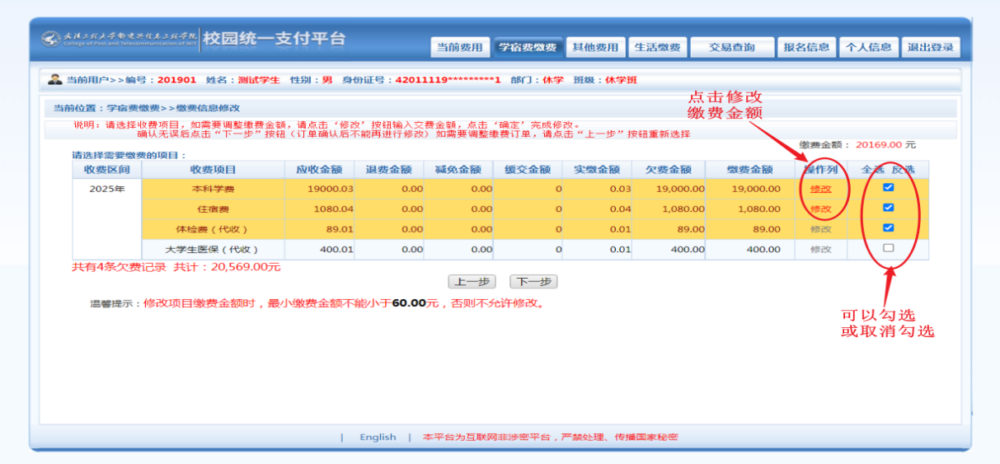 武汉工程大学邮电与信息工程学院 校园统一支付平台
College of Post and Telecommunication of WIT
当前费用 学宿费缴费 其他费用 生活缴费 交易查询 报名信息 个人信息 退出登录
当前用户>>编号：201901 姓名：测试学生 性别：男 身份证号：42011119*********1 部门：休学 班级：休学班
点击修改
缴费金额
当前位置：学宿费缴费>>缴费信息修改
说明：请选择收费项目，如需要调整缴费金额，请点击‘修改’按钮输入交费金额，点击‘确定’完成修改。
确认无误后点击“下一步”按钮（订单确认后不能再进行修改）如需要调整缴费订单，请点击“上一步”按钮重新选择
缴费金额：20169.00 元
请选择需要缴费的项目：
收费区间 收费项目 应收金额 退费金额 减免金额 缓交金额 实缴金额 欠费金额 缴费金额 操作列 全选 反选
2025年 本科学费 19000.03 0.00 0.00 0 0.03 19,000.00 19,000.00 修改
住宿费 1080.04 0.00 0.00 0 0.04 1,080.00 1,080.00 修改
体检费（代收） 89.01 0.00 0.00 0 0.01 89.00 89.00 修改
大学生医保（代收） 400.01 0.00 0.00 0 0.01 400.00 400.00 修改
共有4条欠费记录 共计：20,569.00元
上一步 下一步
温馨提示：修改项目缴费金额时，最小缴费金额不能小于60.00元，否则不允许修改。
可以勾选
或取消勾选
| English | 本平台为互联网非涉密平台，严禁处理、传播国家秘密